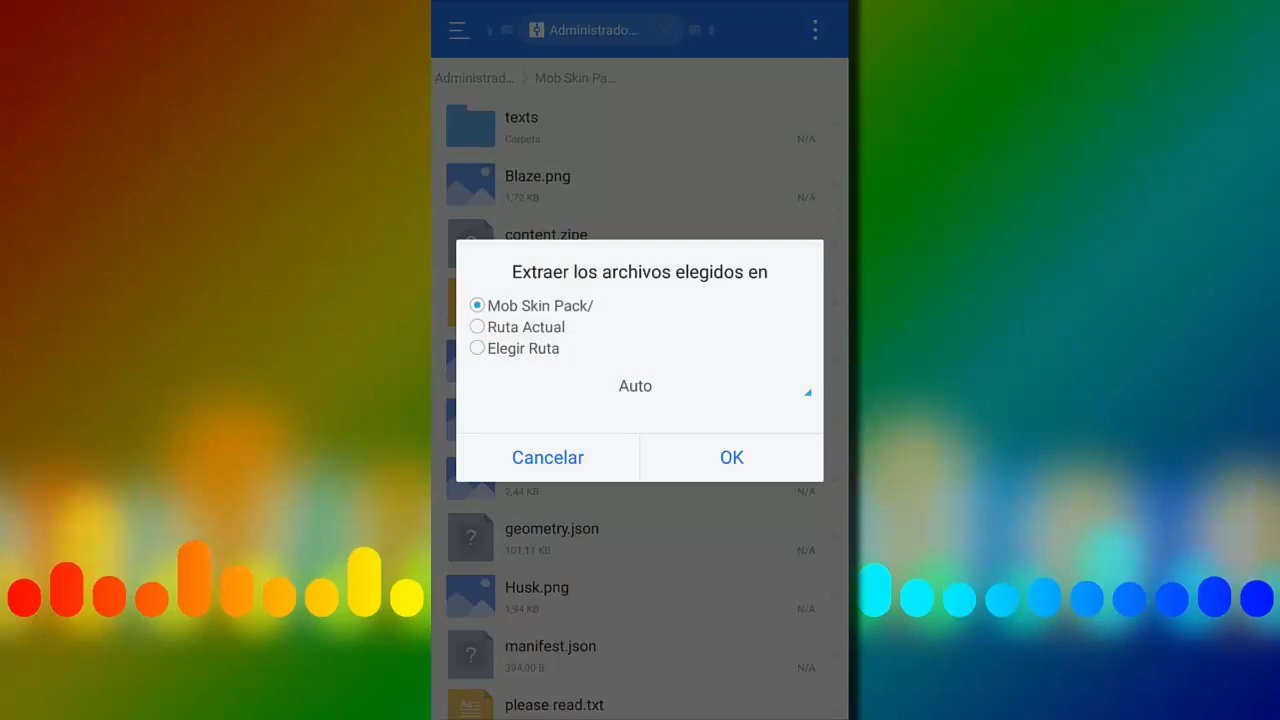 Administrado...
Administrad... Mob Skin Pa...
texts
Carpeta
N/A
Blaze.png
1,72 KB
N/A
content.zipe
Extraer los archivos elegidos en
Mob Skin Pack/
Ruta Actual
Elegir Ruta
Auto
Cancelar
OK
2,44 KB
N/A
geometry.json
101,11 KB
N/A
Husk.png
1,94 KB
N/A
manifest.json
394,00 B
N/A
please read.txt